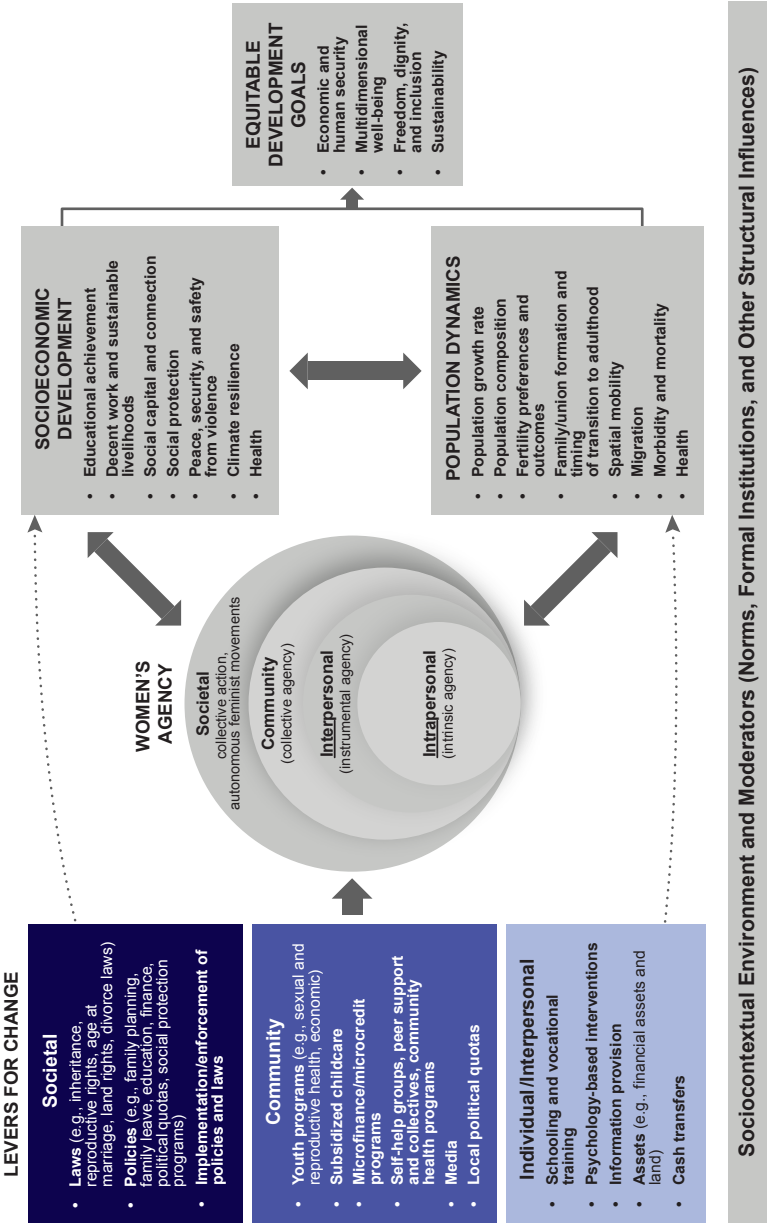 LEVERS FOR CHANGE
Societal
• Laws (e.g., inheritance,
reproductive rights, age at
marriage, land rights, divorce laws)
• Policies (e.g., family planning,
family leave, education, finance,
political quotas, social protection
programs)
• Implementation/enforcement of
policies and laws
Community
• Youth programs (e.g., sexual and
reproductive health, economic)
• Subsidized childcare
• Microfinance/microcredit
programs
• Self-help groups, peer support
and collectives, community
health programs
• Media
• Local political quotas
Individual/Interpersonal
• Schooling and vocational
training
• Psychology-based interventions
• Information provision
• Assets (e.g., financial assets and
land)
• Cash transfers
WOMEN'S
AGENCY
Societal
collective action,
autonomous feminist movements
Community
(collective agency)
Interpersonal
(instrumental agency)
Intrapersonal
(intrinsic agency)
SOCIOECONOMIC
DEVELOPMENT
• Educational achievement
• Decent work and sustainable
livelihoods
• Social capital and connection
• Social protection
• Peace, security, and safety
from violence
• Climate resilience
• Health
POPULATION DYNAMICS
• Population growth rate
• Population composition
• Fertility preferences and
outcomes
• Family/union formation and
timing
of transition to adulthood
• Spatial mobility
• Migration
• Morbidity and mortality
• Health
EQUITABLE
DEVELOPMENT
GOALS
• Economic and
human security
• Multidimensional
well-being
• Freedom, dignity,
and inclusion
• Sustainability
Sociocontextual Environment and Moderators (Norms, Formal Institutions, and Other Structural Influences)